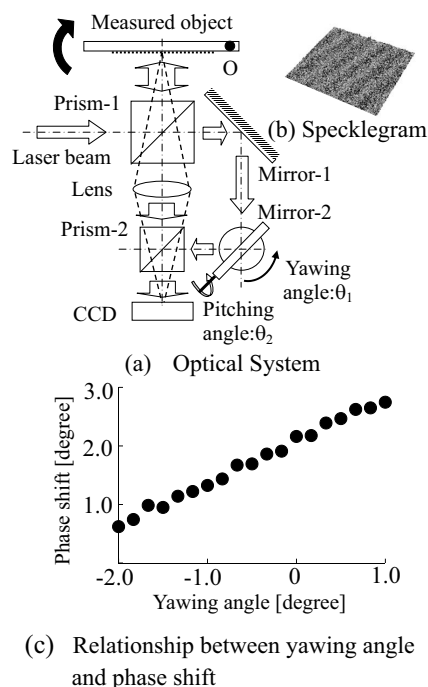 Measured object
O
Prism-1
(b) Specklegram
Laser beam
Mirror-1
Lens
Mirror-2
Prism-2
Yawing
angle:θ1
CCD
Pitching
angle:θ2
(a) Optical System
3.0
2.0
1.0
Phase shift [degree]
-2.0 -1.0 0 1.0
Yawing angle [degree]
(c) Relationship between yawing angle
and phase shift